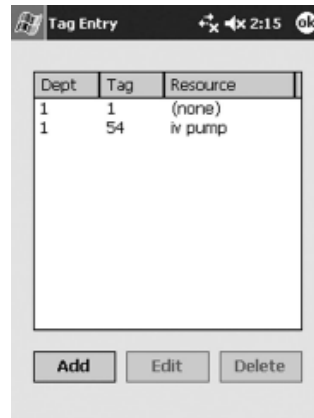 Tag Entry 2:15 ok
Dept Tag Resource
1 1 (none)
1 54 iv pump
Add Edit Delete